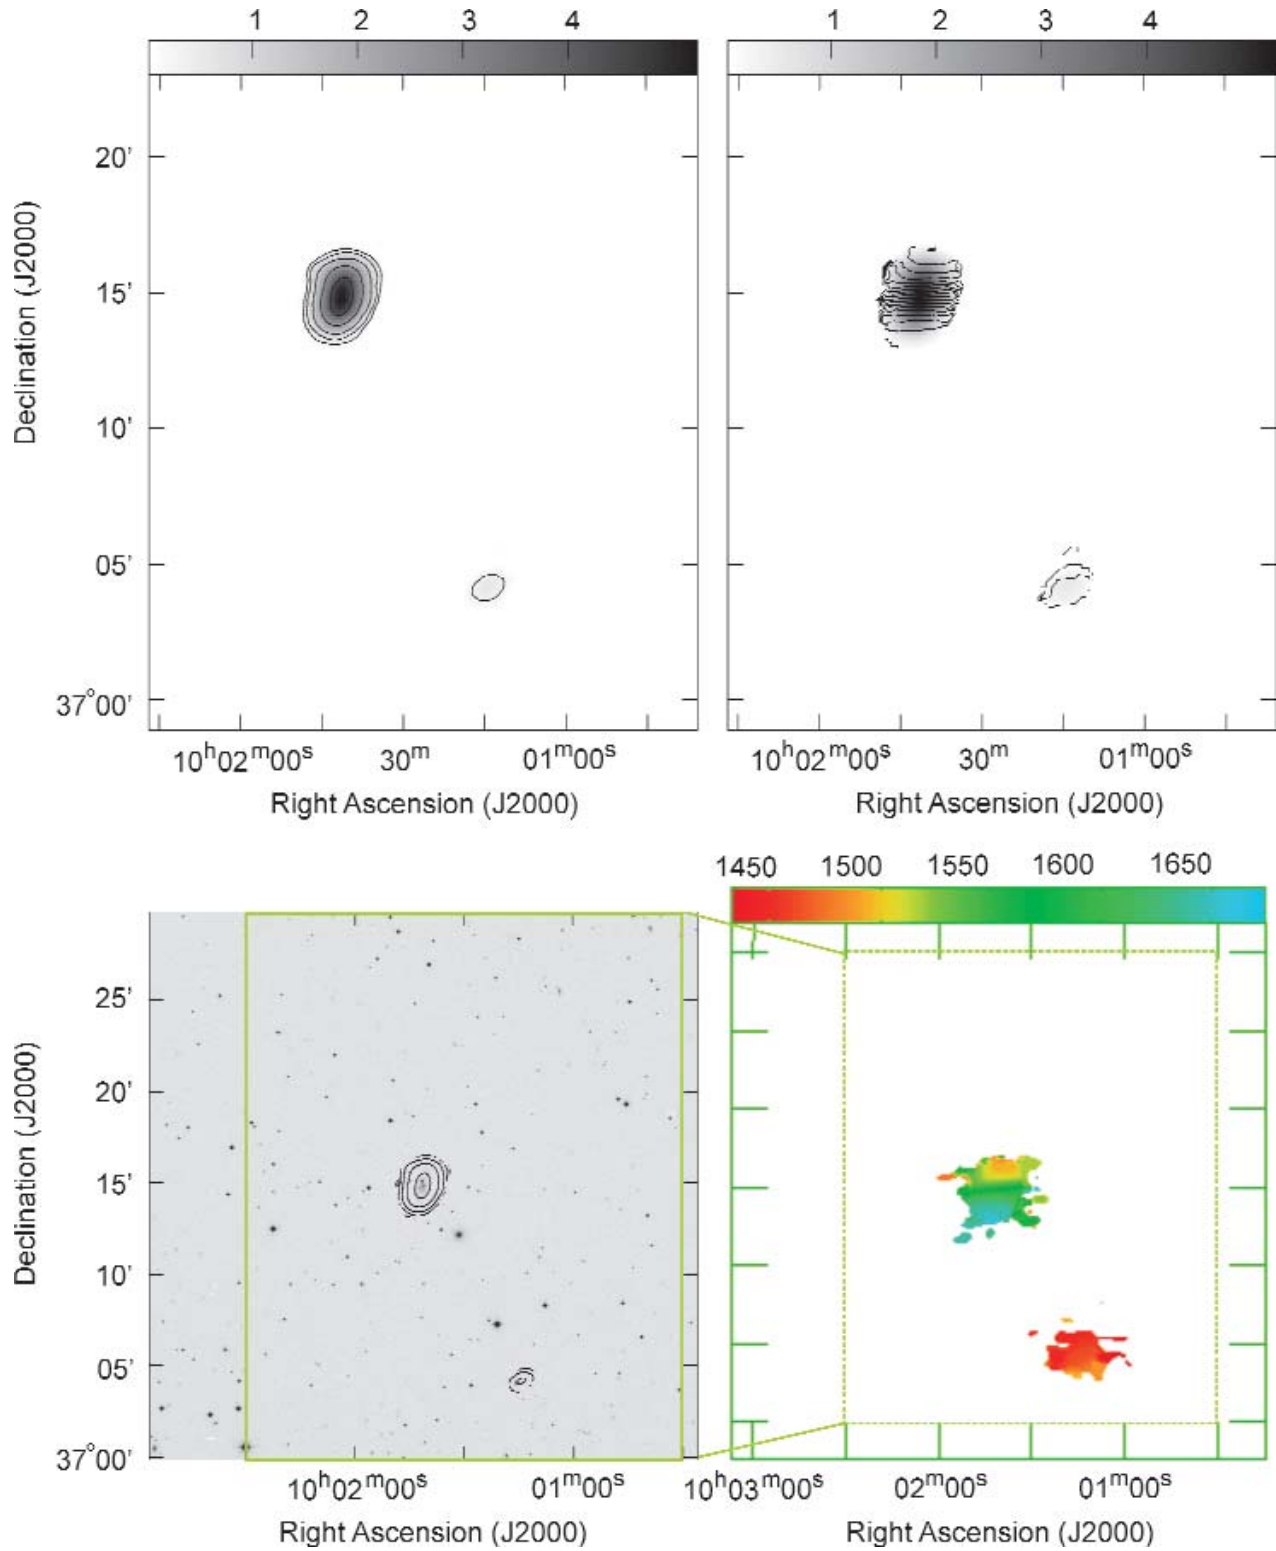 1 2 3 4
1 2 3 4
Declination (J2000)
20'
15'
10'
05'
37°00'
10h02m00s 30m 01m00s
Right Ascension (J2000)
10h02m00s 30m 01m00s
Right Ascension (J2000)
1450 1500 1550 1600 1650
Declination (J2000)
25'
20'
15'
10'
05'
37°00'
10h02m00s 01m00s
Right Ascension (J2000)
10h03m00s 02m00s 01m00s
Right Ascension (J2000)